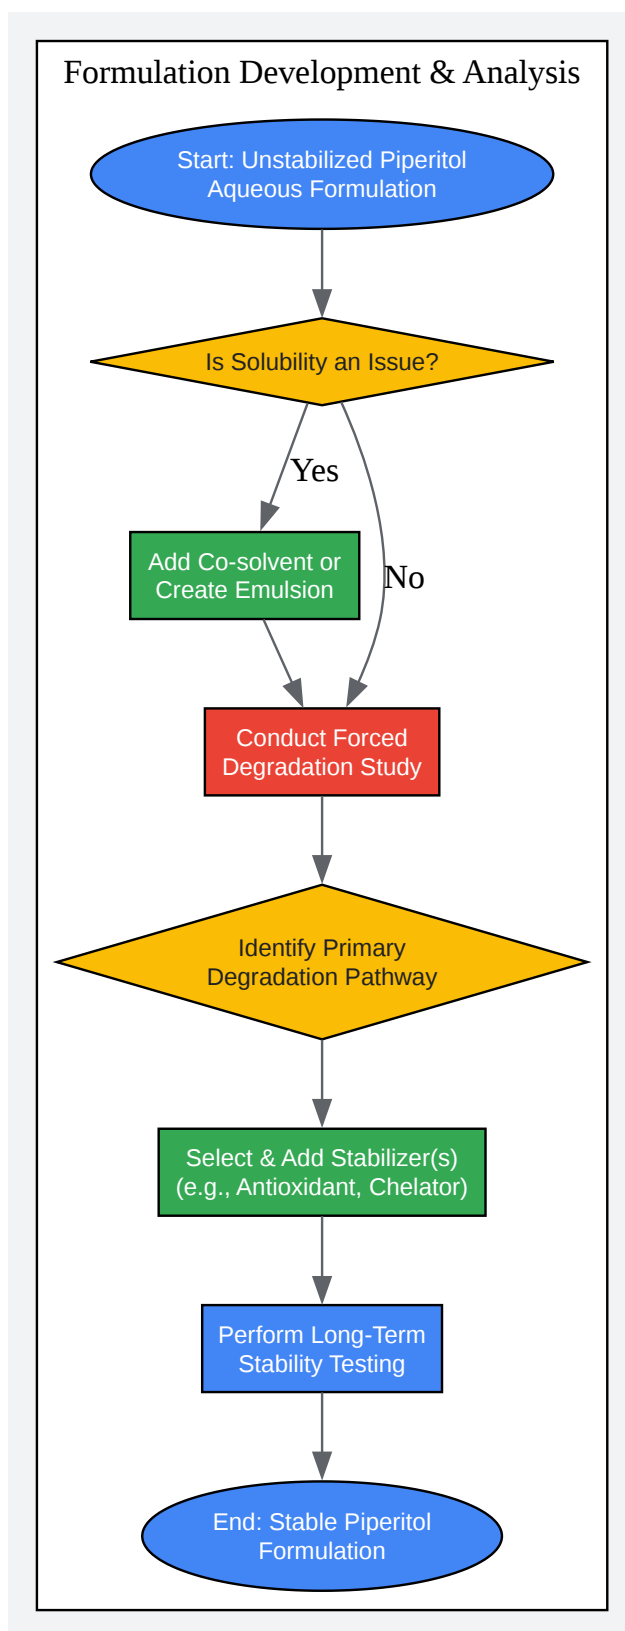 Formulation Development & Analysis
Start: Unstabilized Piperitol
Aqueous Formulation
Is Solubility an Issue?
Yes
Add Co-solvent or
Create Emulsion
No
Conduct Forced
Degradation Study
Identify Primary
Degradation Pathway
Select & Add Stabilizer(s)
(e.g., Antioxidant, Chelator)
Perform Long-Term
Stability Testing
End: Stable Piperitol
Formulation